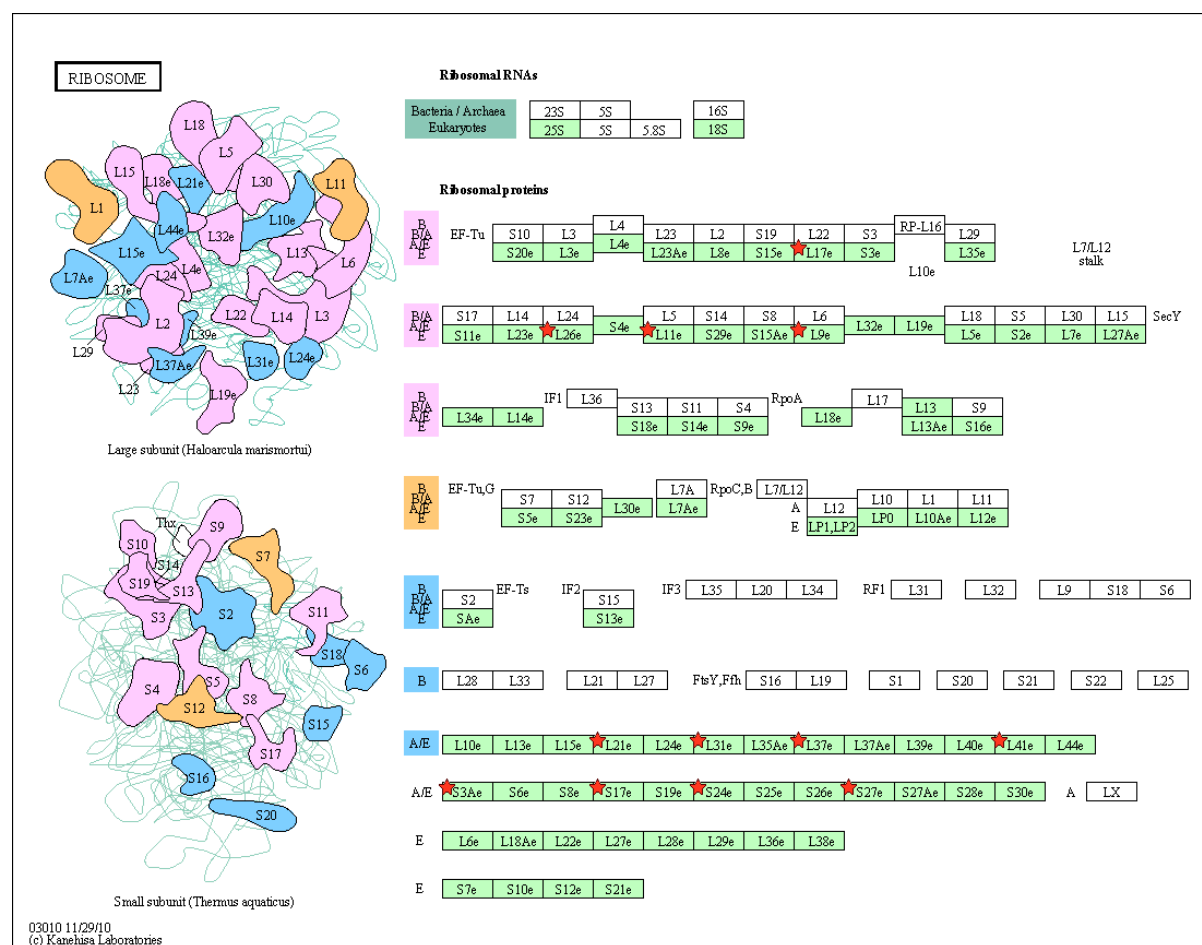 RIBOSOME
Ribosomal RNAs
Bacteria / Archaea
Eukaryotes
23S 5S 16S
25S 5S 5.8S 18S
Ribosomal proteins
B
B/A
A/E
E
EF-Tu
S10 L3 L4 L23 L2 S19 L22 S3 RP-L16 L29
S20e L3e L4e L23Ae L8e S15e L17e S3e L35e
L10e
L7/L12
stalk
B/A
A/E
E
S17 L14 L24 L5 S14 S8 L6 L18 S5 L30 L15 SecY
S11e L23e L26e S4e L11e S29e S15Ae L9e L32e L19e L5e S2e L7e L27Ae
B
B/A
A/E
E
IF1 L36 S13 S11 S4 RpoA L17 L13 S9
L34e L14e S18e S14e S9e L18e L13Ae S16e
B
B/A
A/E
E
EF-Tu,G S7 S12 L7A RpoC,B L7/L12 L10 L1 L11
S5e S23e L30e L7Ae A L12 LP0 L10Ae L12e
E LP1,LP2
B
B/A
A/E
E
S2 EF-Ts IF2 S15 IF3 L35 L20 L34 RF1 L31 L32 L9 S18 S6
SAe S13e
B L28 L33 L21 L27 FtsY,Ffh S16 L19 S1 S20 S21 S22 L25
A/E L10e L13e L15e L21e L24e L31e L35Ae L37e L37Ae L39e L40e L41e L44e
A/E S3Ae S6e S8e S17e S19e S24e S25e S26e S27e S27Ae S28e S30e A LX
E L6e L18Ae L22e L27e L28e L29e L36e L38e
E S7e S10e S12e S21e
L18
L5
L15
L18e
L21e
L30
L11
L1
L44e
L32e
L10e
L15e
L13
L6
L7Ae
L24
L4e
L37e
L2
L22
L14
L3
L39e
L29
L37Ae
L31e
L24e
L23
L19e
Large subunit (Haloarcula marismortui)
Thx
S9
S10
S14
S7
S19
S13
S3
S2
S11
S18
S6
S4
S5
S8
S12
S15
S17
S16
S20
Small subunit (Thermus aquaticus)
03010 11/29/10
(c) Kanehisa Laboratories